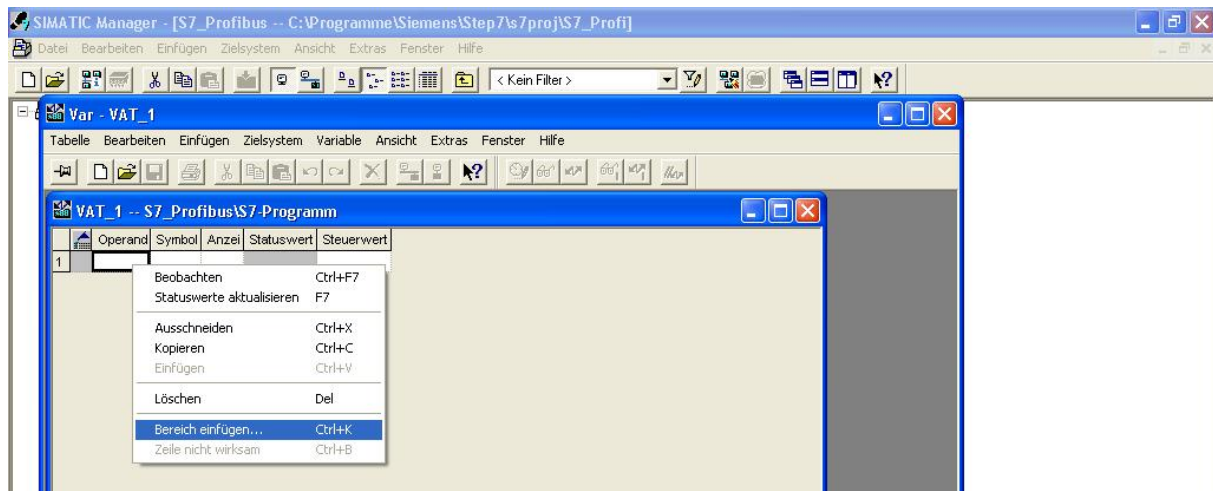 SIMATIC Manager - [S7_Profibus -- C:\Programme\Siemens\Step7\s7proj\S7_Profi]
Datei Bearbeiten Einfügen Zielsystem Ansicht Extras Fenster Hilfe
< Kein Filter >
Var - VAT_1
Tabelle Bearbeiten Einfügen Zielsystem Variable Ansicht Extras Fenster Hilfe
VAT_1 -- S7_Profibus\S7-Programm
Operand Symbol Anzei Statuswert Steuerwert
1
Beobachten Ctrl+F7
Statuswerte aktualisieren F7
Ausschneiden Ctrl+X
Kopieren Ctrl+C
Einfügen Ctrl+V
Löschen Del
Bereich einfügen... Ctrl+K
Zeile nicht wirksam Ctrl+B